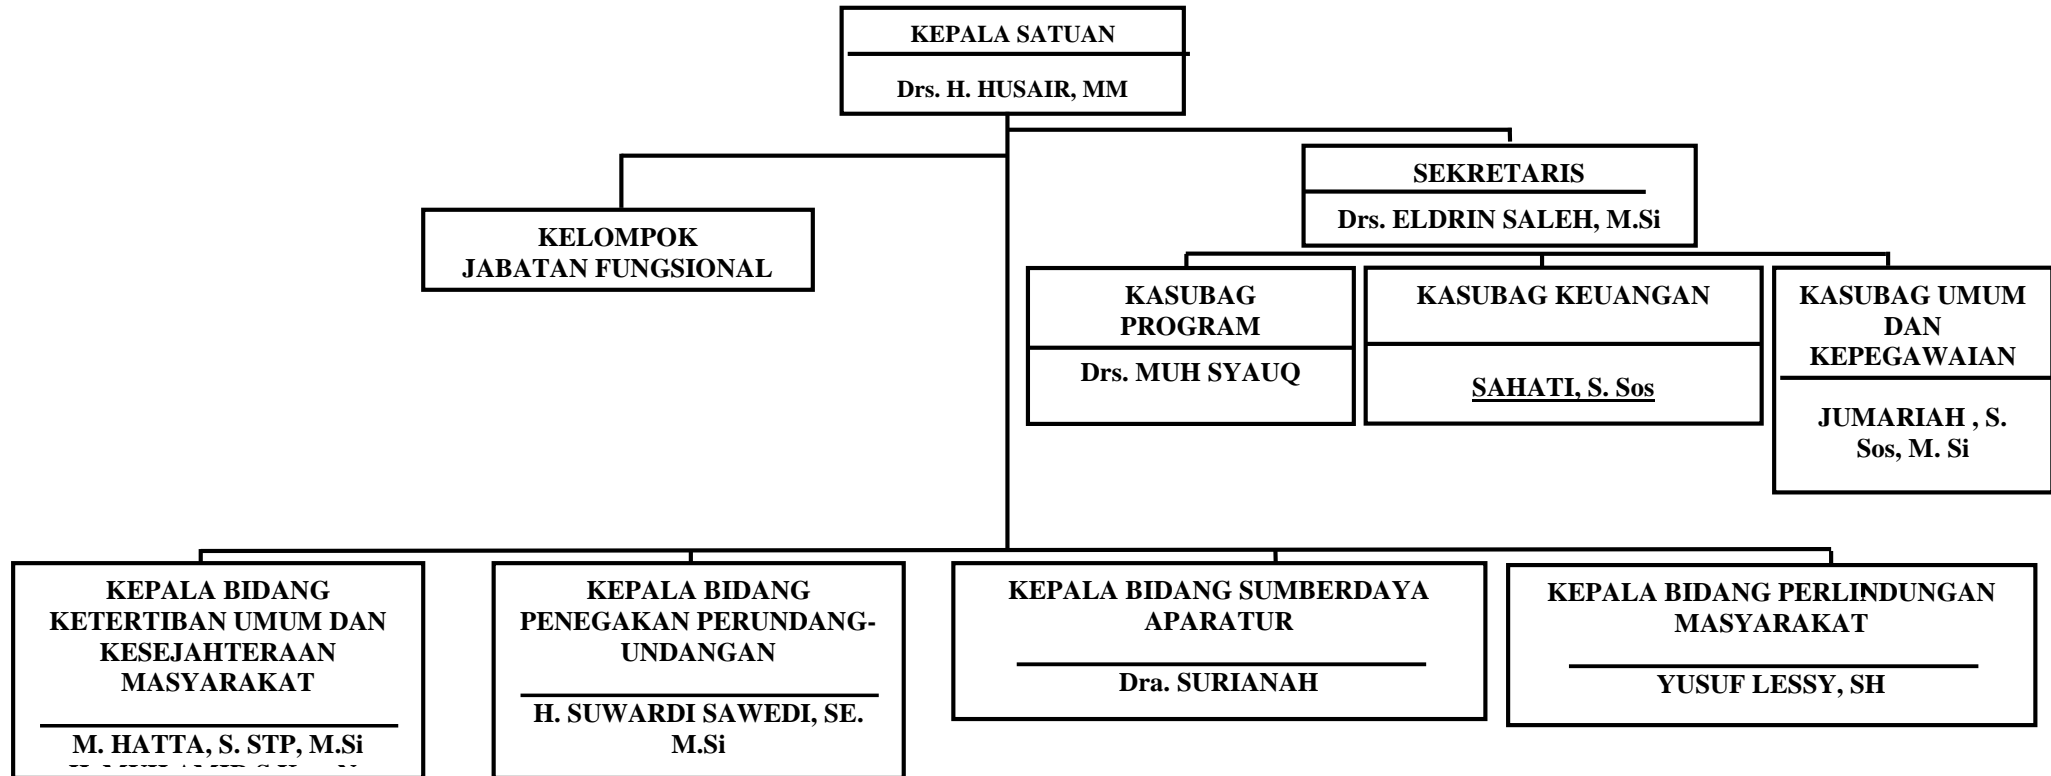 KEPALA SATUAN
Drs. H. HUSAIR, MM
SEKRETARIS
Drs. ELDRIN SALEH, M.Si
KELOMPOK
JABATAN FUNGSIONAL
KASUBAG
PROGRAM
Drs. MUH SYAUQ
KASUBAG KEUANGAN
SAHATI, S. Sos
KASUBAG UMUM
DAN
KEPEGAWAIAN
JUMARIAH , S.
Sos, M. Si
KEPALA BIDANG
KETERTIBAN UMUM DAN
KESEJAHTERAAN
MASYARAKAT
M. HATTA, S. STP, M.Si
KEPALA BIDANG
PENEGAKAN PERUNDANG-
UNDANGAN
H. SUWARDI SAWEDI, SE.
M.Si
KEPALA BIDANG SUMBERDAYA
APARATUR
Dra. SURIANAH
KEPALA BIDANG PERLINDUNGAN
MASYARAKAT
YUSUF LESSY, SH